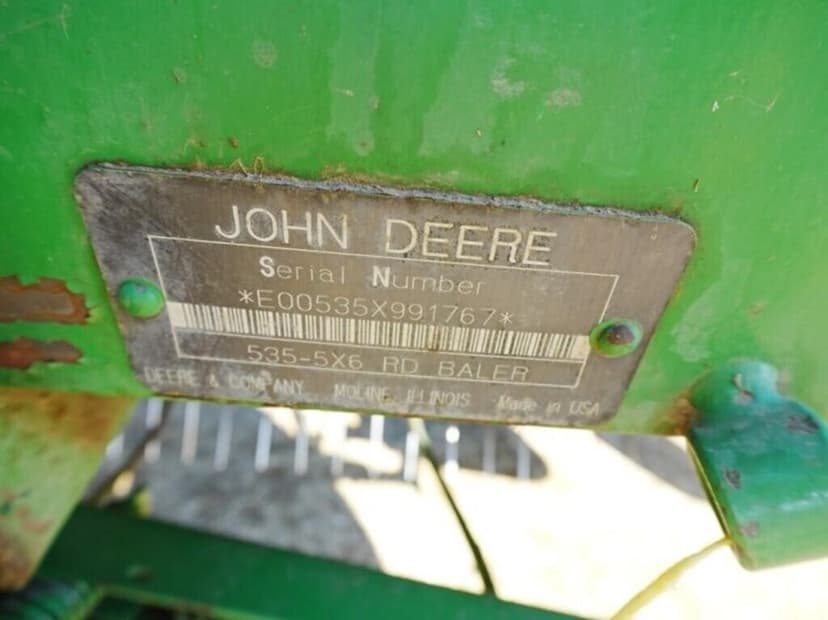 JOHN DEERE
Serial Number
*E00535X991767*
535-5X6 RD BALER
DEERE & COMPANY MOLINE, ILLINOIS Made in USA